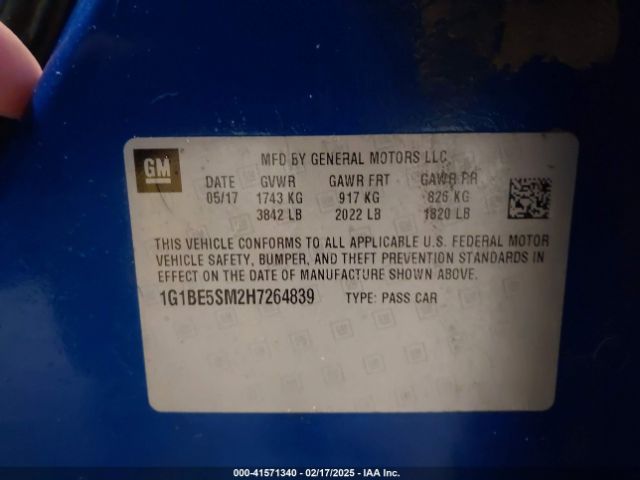 GM
MFD BY GENERAL MOTORS LLC
DATE GVWR GAWR FRT GAWR RR
05/17 1743 KG 917 KG 826 KG
3842 LB 2022 LB 1820 LB
THIS VEHICLE CONFORMS TO ALL APPLICABLE U.S. FEDERAL MOTOR
VEHICLE SAFETY, BUMPER, AND THEFT PREVENTION STANDARDS IN
EFFECT ON THE DATE OF MANUFACTURE SHOWN ABOVE.
1G1BE5SM2H7264839 TYPE: PASS CAR
000-41571340 - 02/17/2025 - IAA Inc.